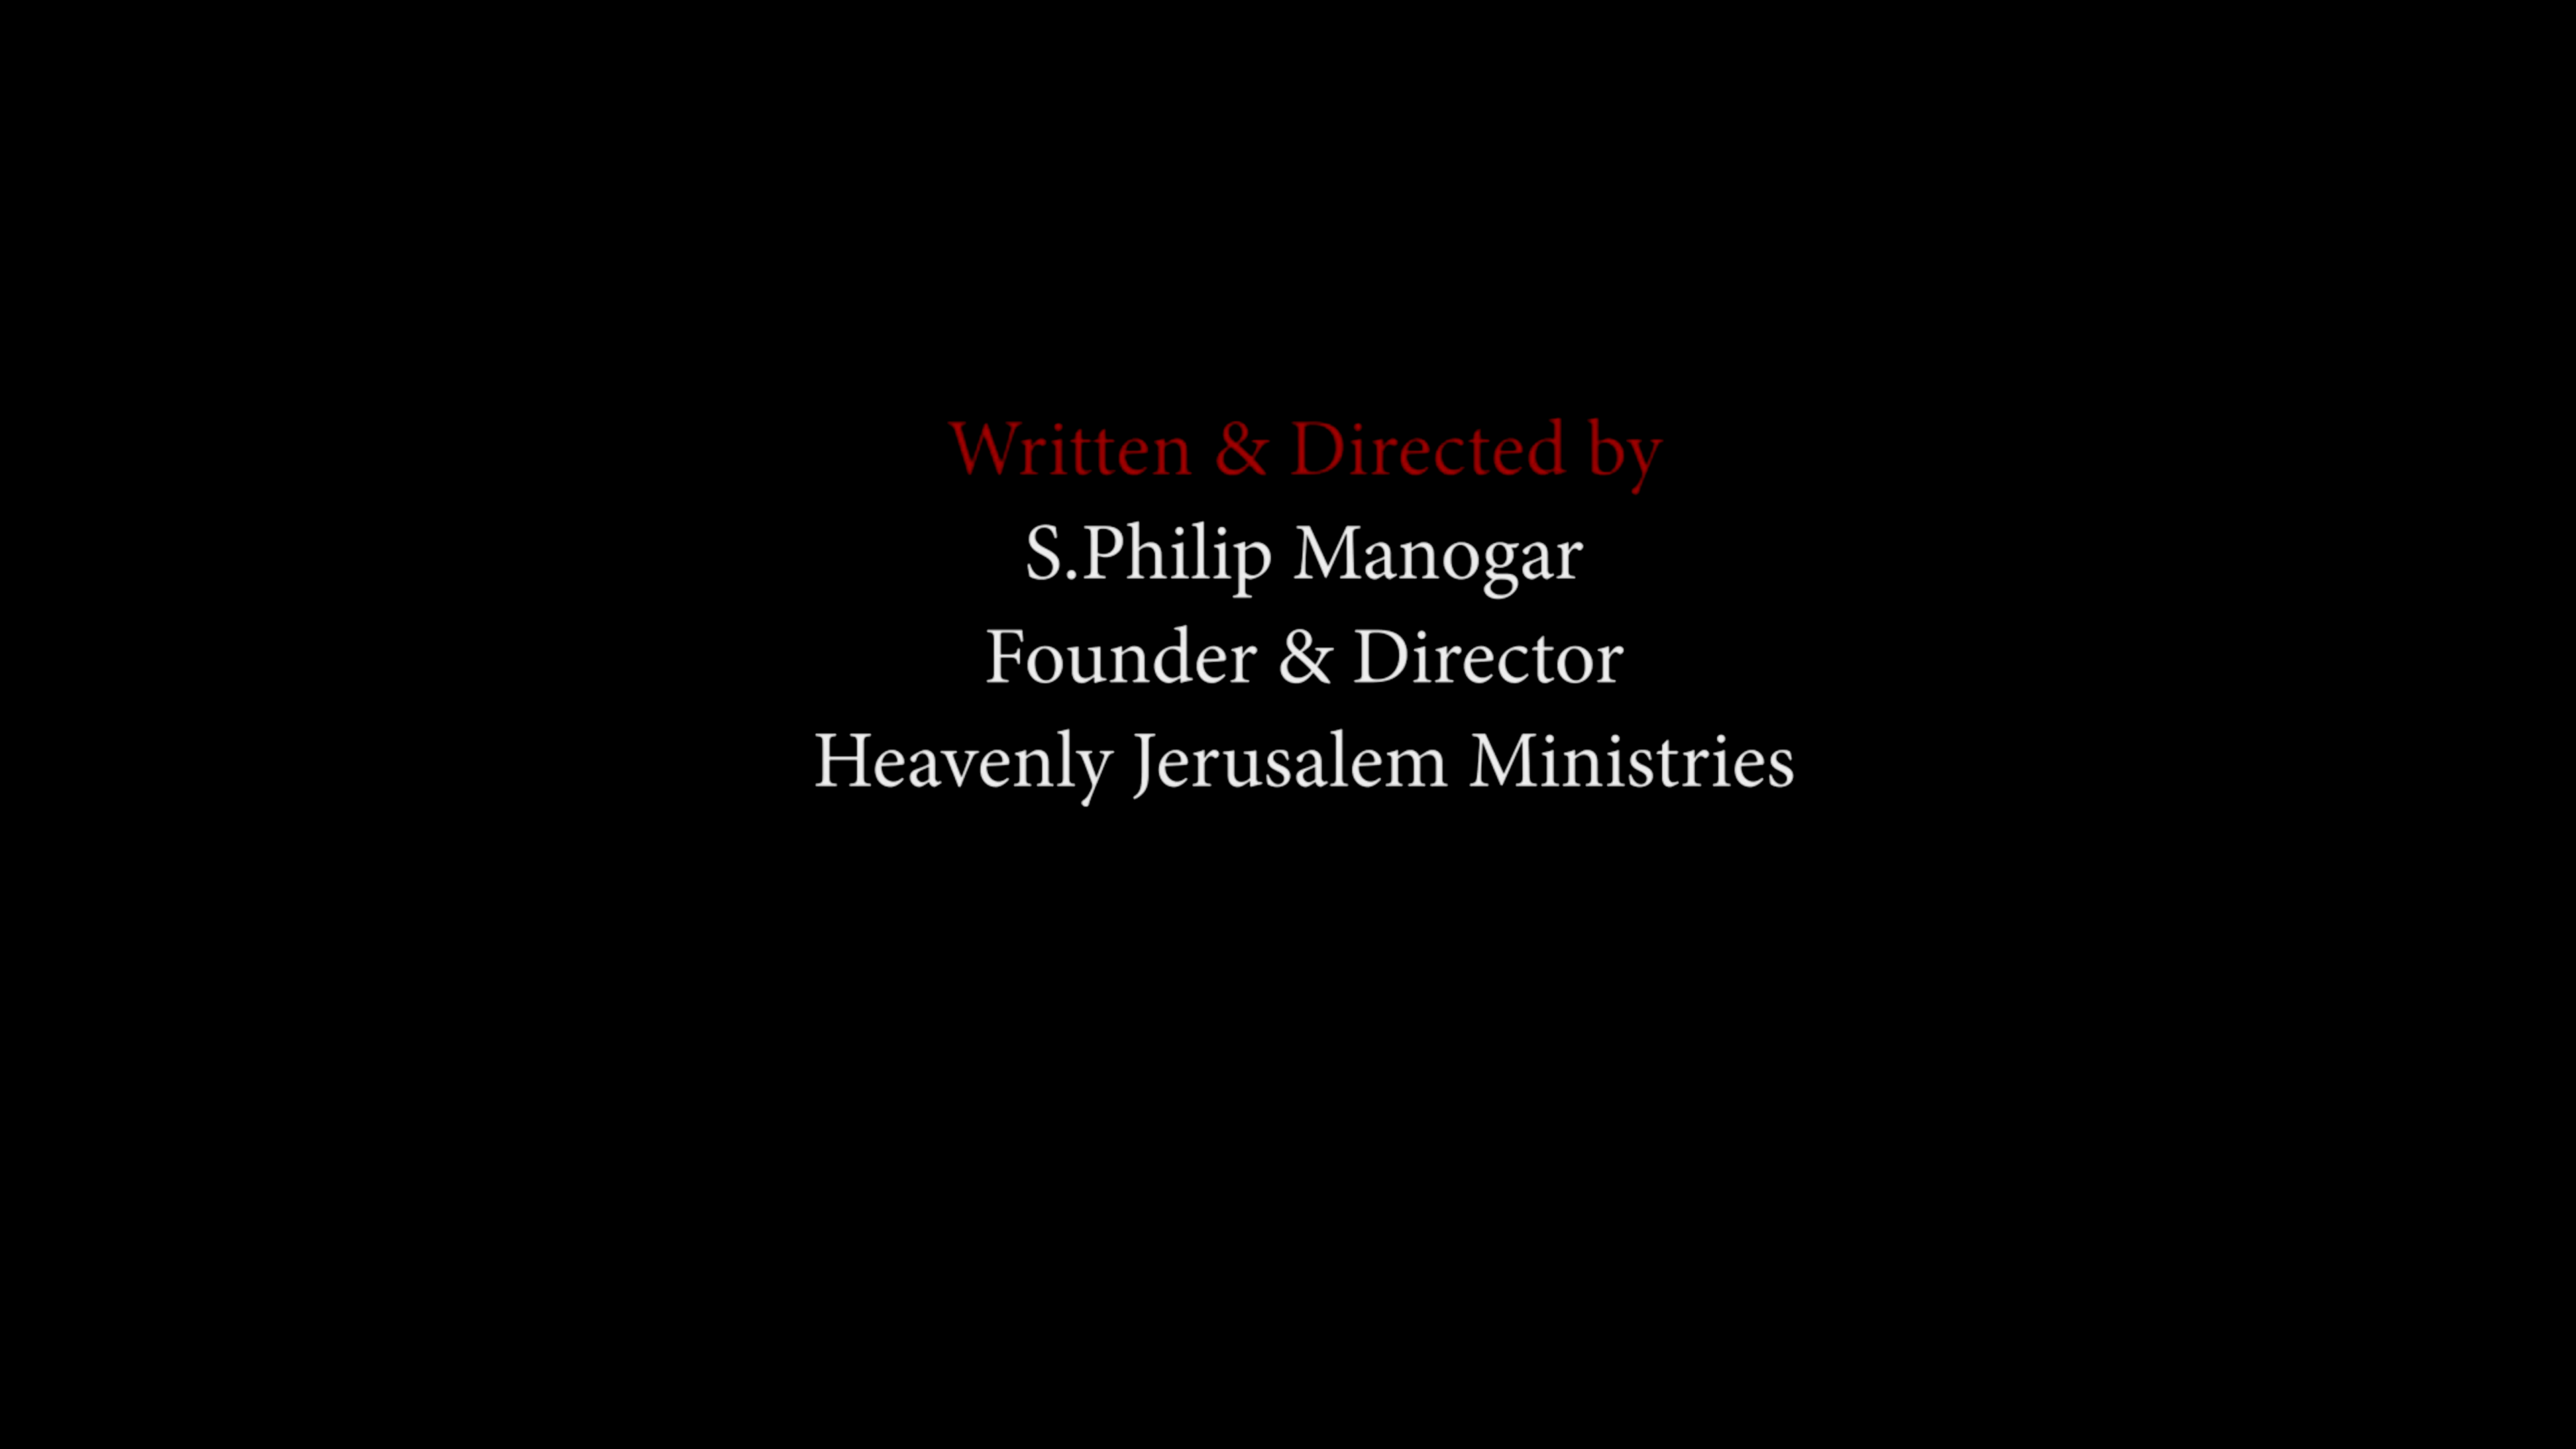 Written & Directed by
S.Philip Manogar
Founder & Director
Heavenly Jerusalem Ministries